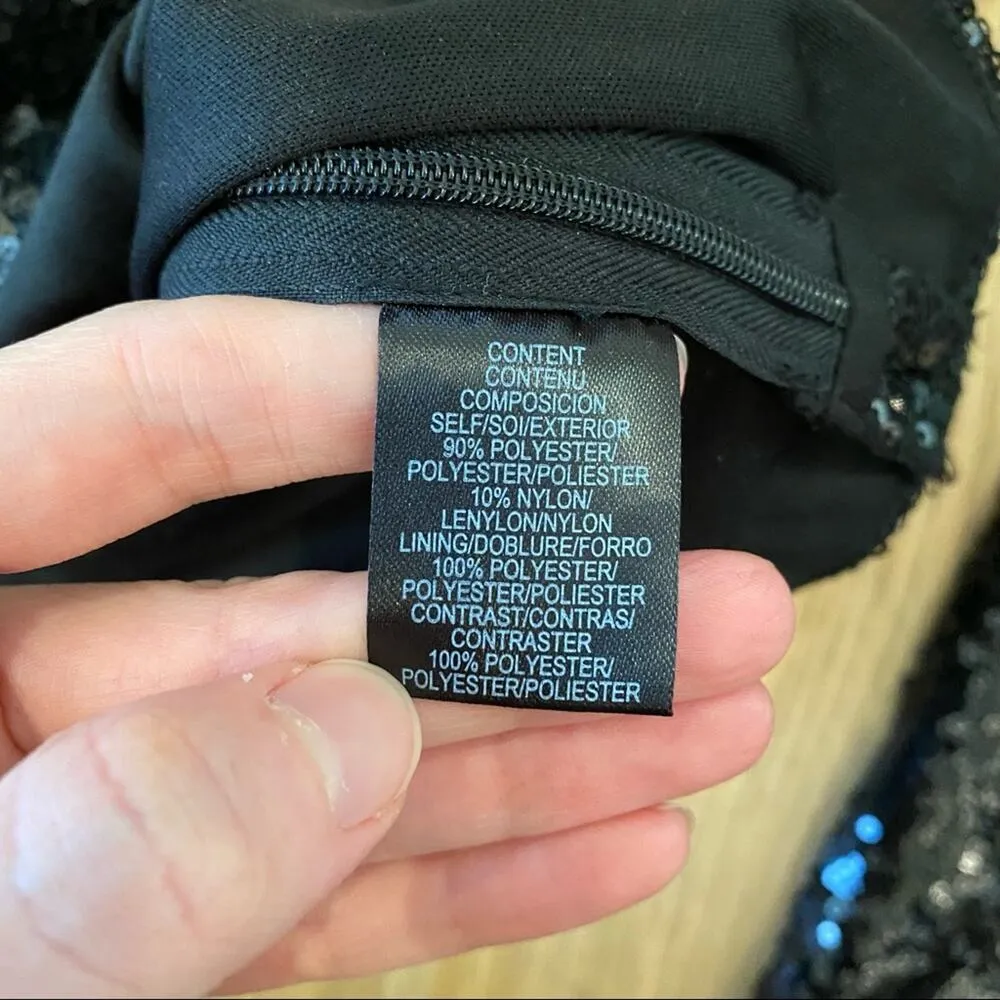 CONTENT
CONTENU
COMPOSICION
SELF/SOI/EXTERIOR
90% POLYESTER/
POLYESTER/POLIESTER
10% NYLON/
LENYLON/NYLON
LINING/DOBLURE/FORRO
100% POLYESTER/
POLYESTER/POLIESTER
CONTRAST/CONTRAS/
CONTRASTER
100% POLYESTER/
POLYESTER/POLIESTER